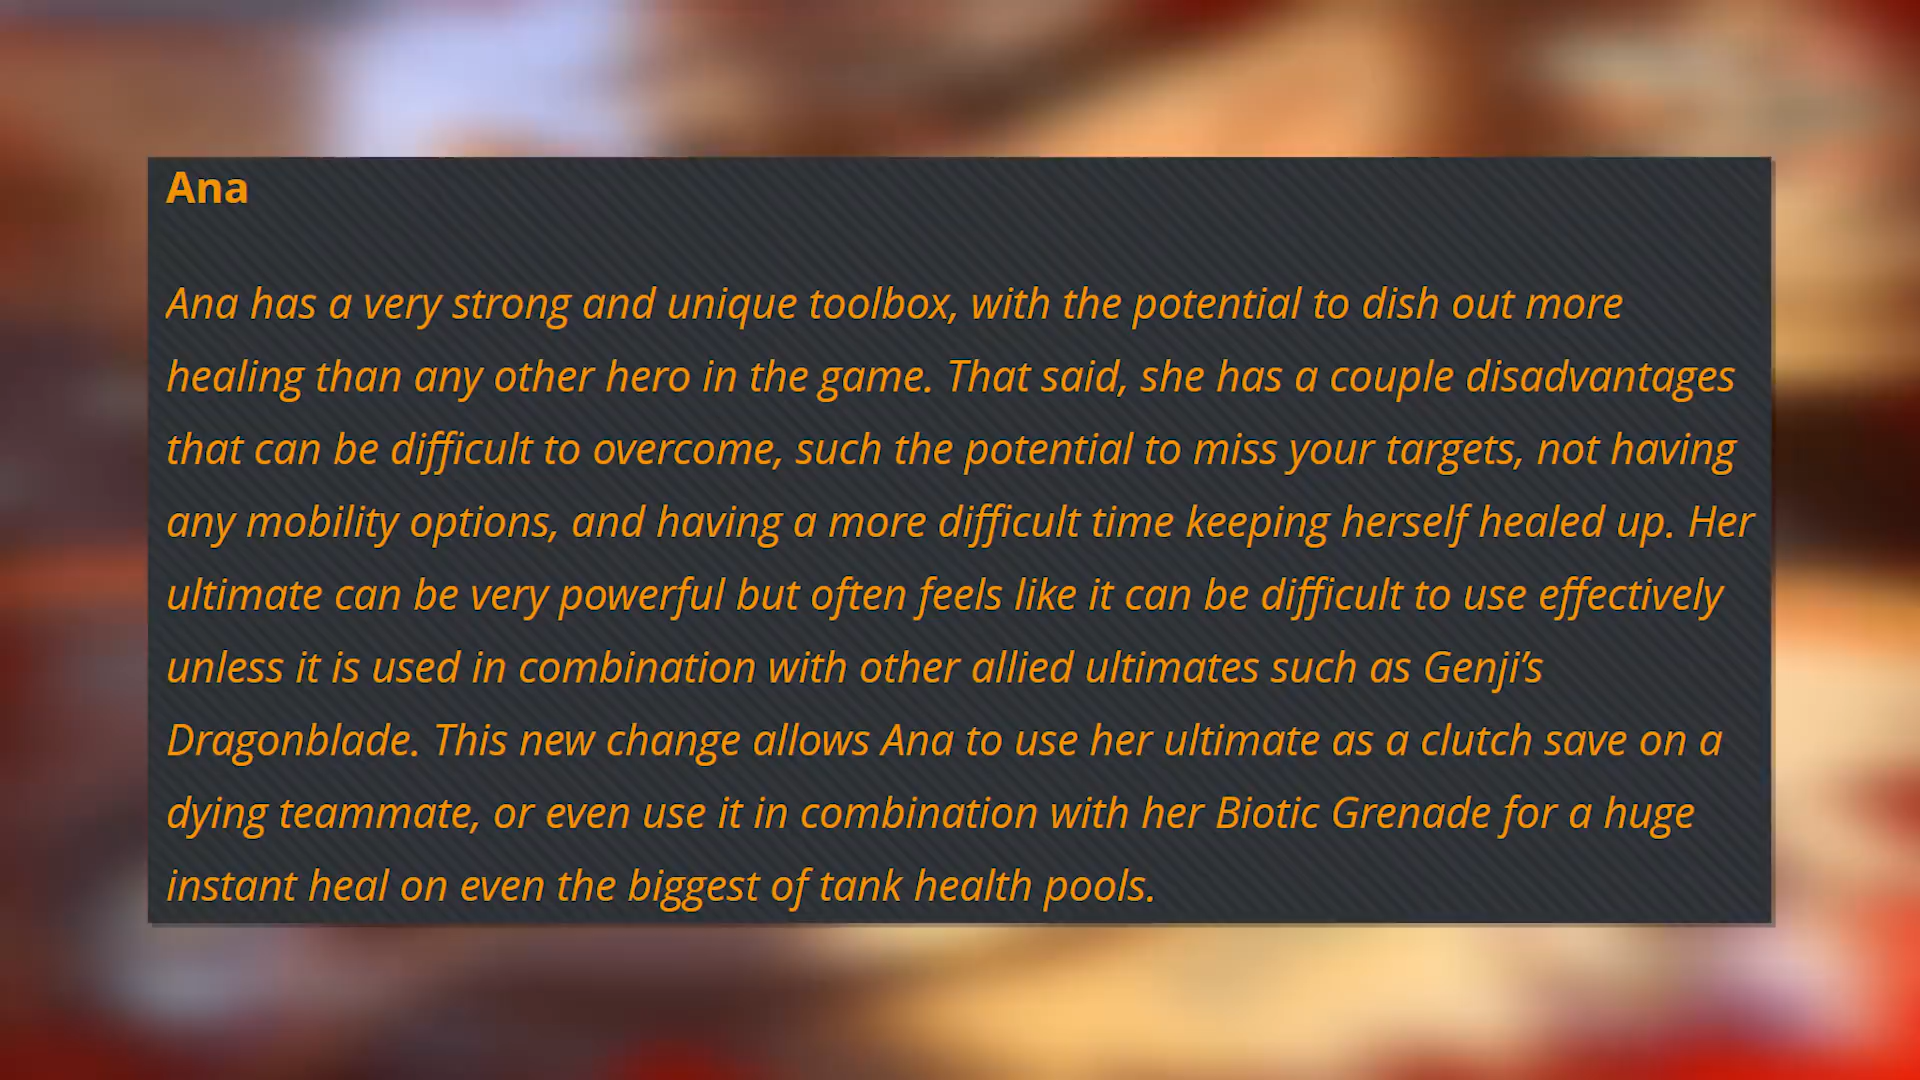 Ana
Ana has a very strong and unique toolbox, with the potential to dish out more
healing than any other hero in the game. That said, she has a couple disadvantages
that can be difficult to overcome, such the potential to miss your targets, not having
any mobility options, and having a more difficult time keeping herself healed up. Her
ultimate can be very powerful but often feels like it can be difficult to use effectively
unless it is used in combination with other allied ultimates such as Genji’s
Dragonblade. This new change allows Ana to use her ultimate as a clutch save on a
dying teammate, or even use it in combination with her Biotic Grenade for a huge
instant heal on even the biggest of tank health pools.